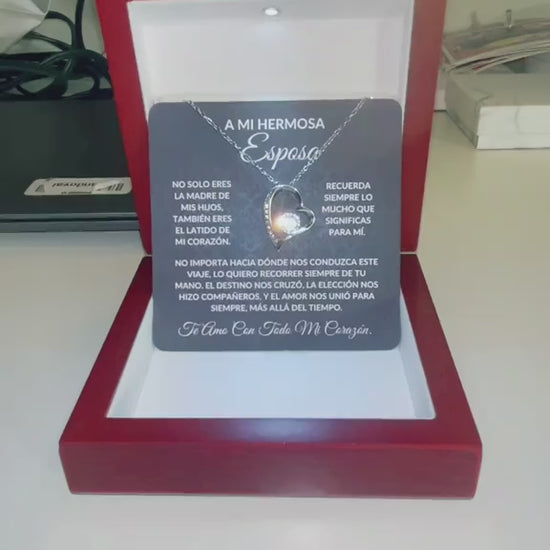 A MI HERMOSA
Esposa
NO SOLO ERES
LA MADRE DE
MIS HIJOS,
TAMBIÉN ERES
EL LATIDO DE
MI CORAZÓN.
RECUERDA
SIEMPRE LO
MUCHO QUE
SIGNIFICAS
PARA MÍ.
NO IMPORTA HACIA DÓNDE NOS CONDUZCA ESTE
VIAJE, LO QUIERO RECORRER SIEMPRE DE TU
MANO. EL DESTINO NOS CRUZÓ, LA ELECCIÓN NOS
HIZO COMPAÑEROS, Y EL AMOR NOS UNIÓ PARA
SIEMPRE, MÁS ALLÁ DEL TIEMPO.
Te Amo Con Todo Mi Corazón.